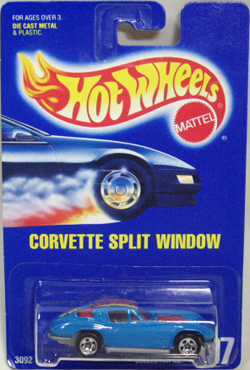 FOR AGES OVER 3.
DIE CAST METAL
& PLASTIC.
HOT WHEELS
MATTEL
CORVETTE SPLIT WINDOW
3092